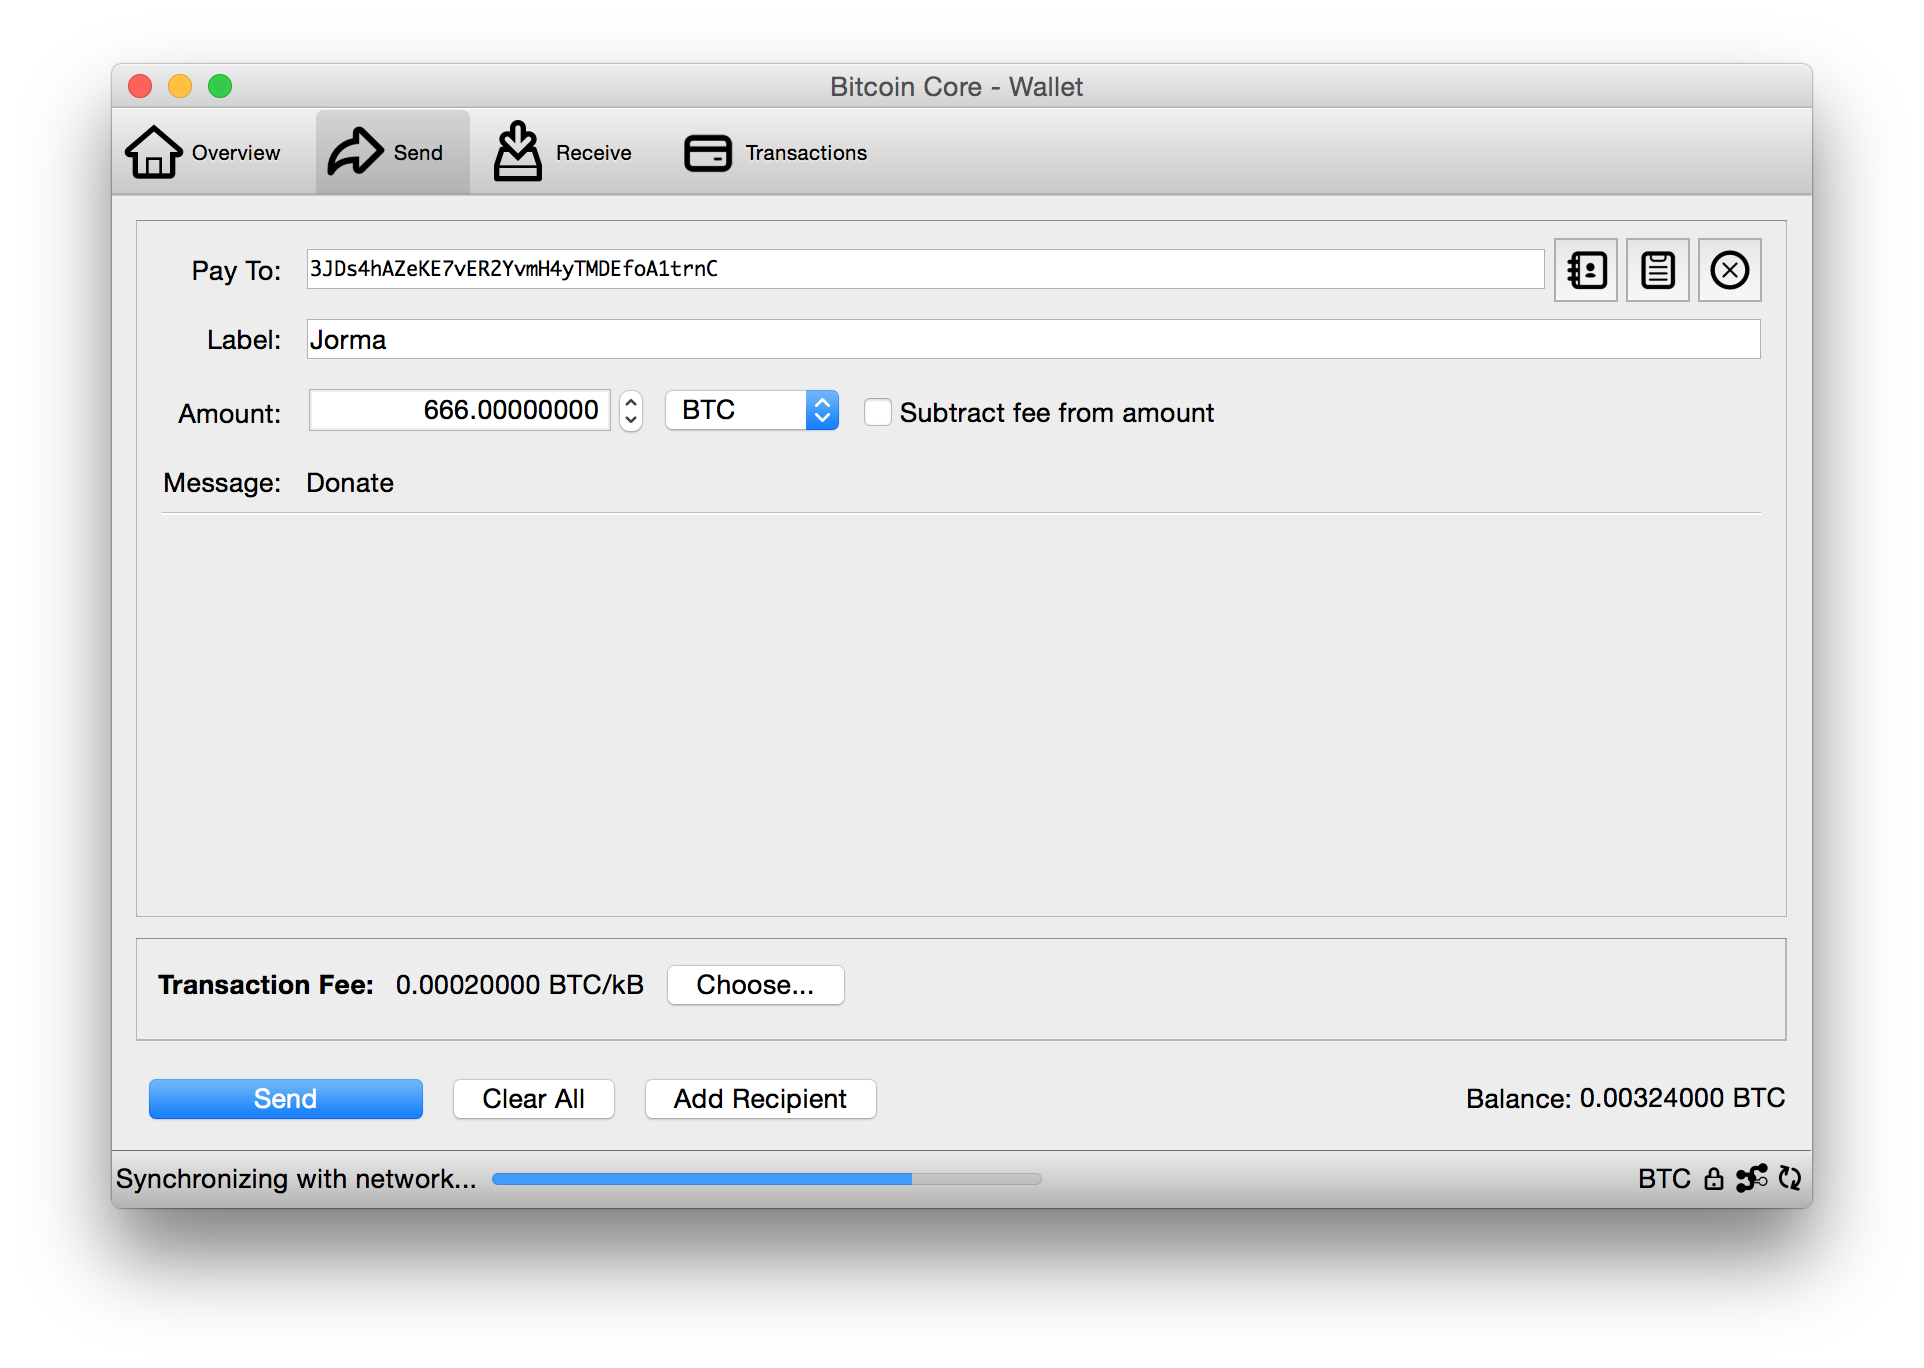 Bitcoin Core - Wallet
Overview Send Receive Transactions
Pay To: 3JDs4hAZeKE7vER2YvmH4yTMDEfoA1trnC
Label: Jorma
Amount: 666.00000000 BTC Subtract fee from amount
Message: Donate
Transaction Fee: 0.00020000 BTC/kB Choose...
Send Clear All Add Recipient Balance: 0.00324000 BTC
Synchronizing with network... BTC